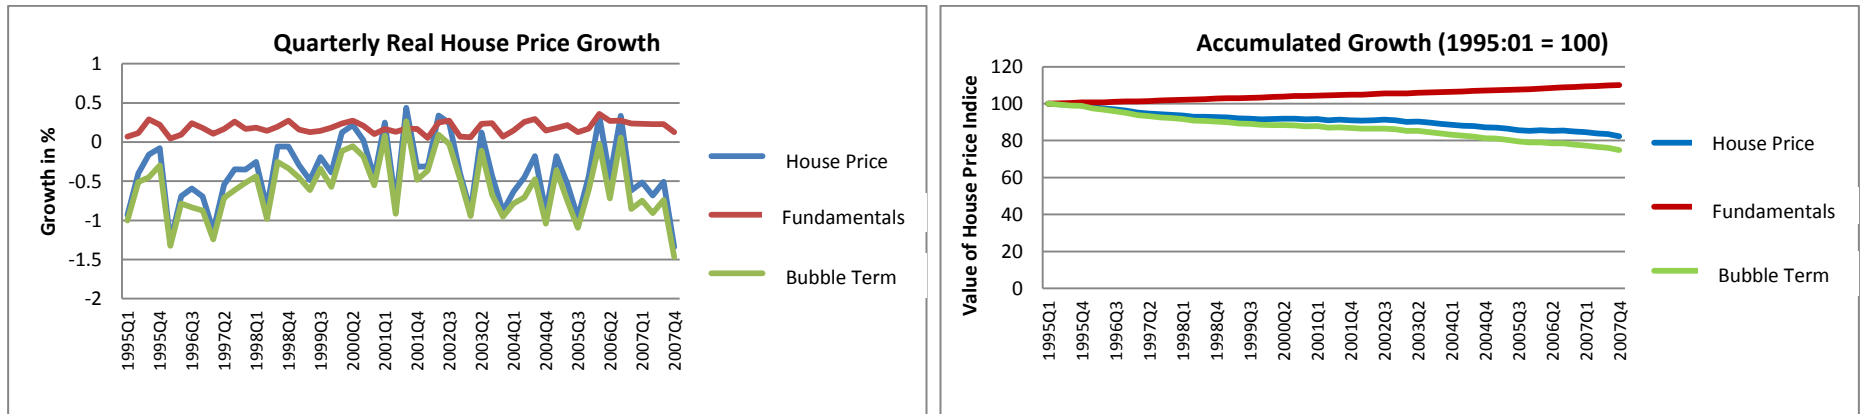 Quarterly Real House Price Growth
Growth in %
1
0.5
0
-0.5
-1
-1.5
-2
1995Q1
1995Q4
1996Q3
1997Q2
1998Q1
1998Q4
1999Q3
2000Q2
2001Q1
2001Q4
2002Q3
2003Q2
2004Q1
2004Q4
2005Q3
2006Q2
2007Q1
2007Q4
House Price
Fundamentals
Bubble Term
Accumulated Growth (1995:01 = 100)
Value of House Price Indice
120
100
80
60
40
20
0
1995Q1
1995Q4
1996Q3
1997Q2
1998Q1
1998Q4
1999Q3
2000Q2
2001Q1
2001Q4
2002Q3
2003Q2
2004Q1
2004Q4
2005Q3
2006Q2
2007Q1
2007Q4
House Price
Fundamentals
Bubble Term